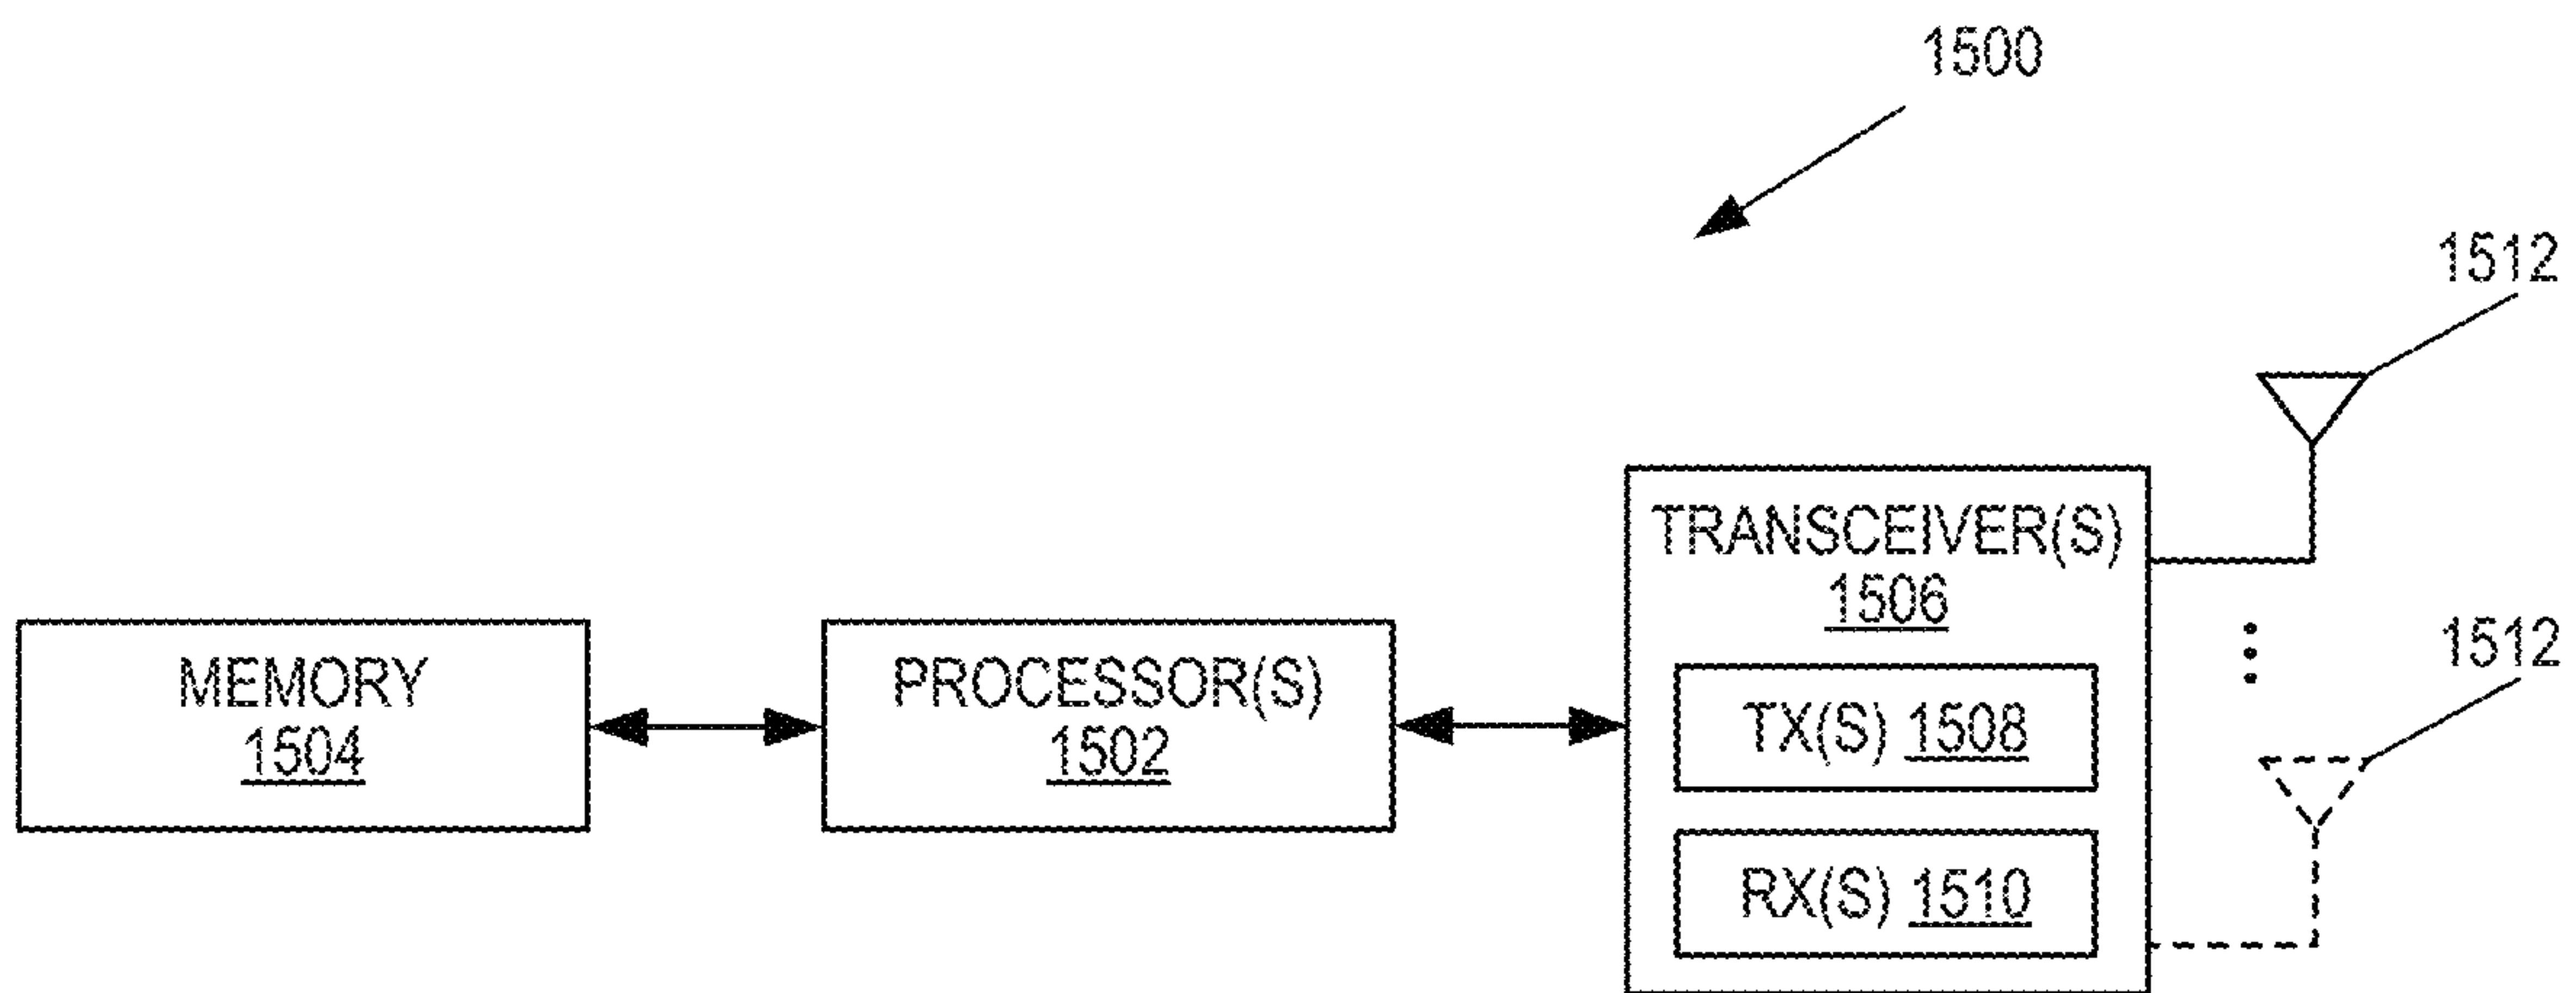 1500
1512
TRANSCEIVER(S)
1506
1512
MEMORY
1504
PROCESSOR(S)
1502
TX(S) 1508
RX(S) 1510